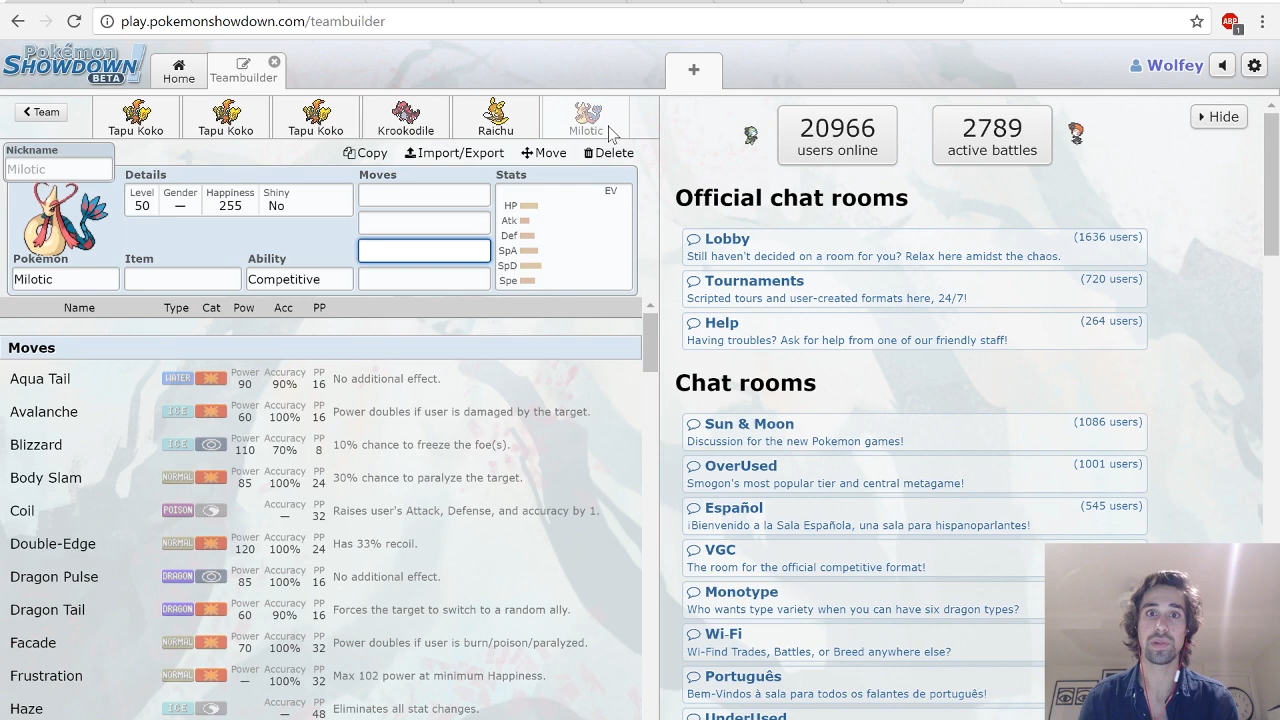 play.pokemonshowdown.com/teambuilder
ABP
1
Pokémon
SHOWDOWN!
BETA
Home
Teambuilder
+
Wolfey
< Team
Tapu Koko
Tapu Koko
Tapu Koko
Krookodile
Raichu
Milotic
Copy
Import/Export
Move
Delete
Nickname
Milotic
Details
Level
50
Gender
—
Happiness
255
Shiny
No
Moves
Stats
EV
HP
Atk
Def
SpA
SpD
Spe
Pokémon
Milotic
Item
Ability
Competitive
Name Type Cat Pow Acc PP
Moves
Aqua Tail WATER Power 90 Accuracy 90% PP 16 No additional effect.
Avalanche ICE Power 60 Accuracy 100% PP 16 Power doubles if user is damaged by the target.
Blizzard ICE Power 110 Accuracy 70% PP 8 10% chance to freeze the foe(s).
Body Slam NORMAL Power 85 Accuracy 100% PP 24 30% chance to paralyze the target.
Coil POISON Accuracy — PP 32 Raises user's Attack, Defense, and accuracy by 1.
Double-Edge NORMAL Power 120 Accuracy 100% PP 24 Has 33% recoil.
Dragon Pulse DRAGON Power 85 Accuracy 100% PP 16 No additional effect.
Dragon Tail DRAGON Power 60 Accuracy 90% PP 16 Forces the target to switch to a random ally.
Facade NORMAL Power 70 Accuracy 100% PP 32 Power doubles if user is burn/poison/paralyzed.
Frustration NORMAL Power — Accuracy 100% PP 32 Max 102 power at minimum Happiness.
Haze ICE Accuracy — PP 48 Eliminates all stat changes.
20966
users online
2789
active battles
Hide
Official chat rooms
Lobby (1636 users)
Still haven't decided on a room for you? Relax here amidst the chaos.
Tournaments (720 users)
Scripted tours and user-created formats here, 24/7!
Help (264 users)
Having troubles? Ask for help from one of our friendly staff!
Chat rooms
Sun & Moon (1086 users)
Discussion for the new Pokemon games!
OverUsed (1001 users)
Smogon's most popular tier and central metagame!
Español (545 users)
¡Bienvenido a la Sala Española, una sala para hispanoparlantes!
VGC
The room for the official competitive format!
Monotype
Who wants type variety when you can have six dragon types?
Wi-Fi
Wi-Find Trades, Battles, or Breed anywhere else?
Português
Bem-Vindos à sala para todos os falantes de português!
UnderUsed